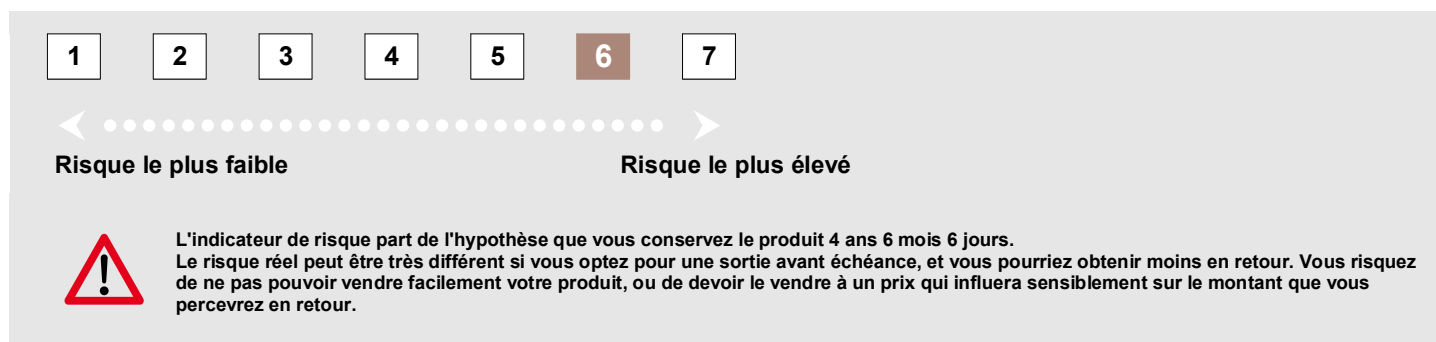 1 2 3 4 5 6 7
Risque le plus faible Risque le plus élevé
L'indicateur de risque part de l'hypothèse que vous conservez le produit 4 ans 6 mois 6 jours.
Le risque réel peut être très différent si vous optez pour une sortie avant échéance, et vous pourriez obtenir moins en retour. Vous risquez
de ne pas pouvoir vendre facilement votre produit, ou de devoir le vendre à un prix qui influera sensiblement sur le montant que vous
percevrez en retour.